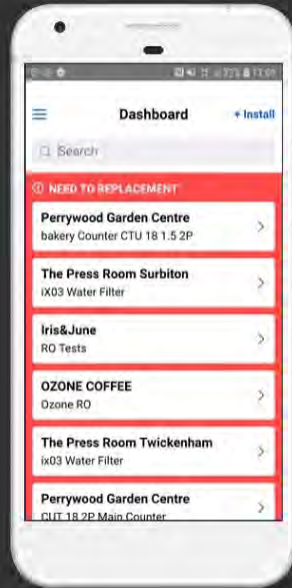 Dashboard
+ Install
Search
NEED TO REPLACEMENT
Perrywood Garden Centre
bakery Counter CTU 18 1.5 2P
The Press Room Surbiton
iX03 Water Filter
Iris&June
RO Tests
OZONE COFFEE
Ozone RO
The Press Room Twickenham
ix03 Water Filter
Perrywood Garden Centre
CUT 18 2P Main Counter